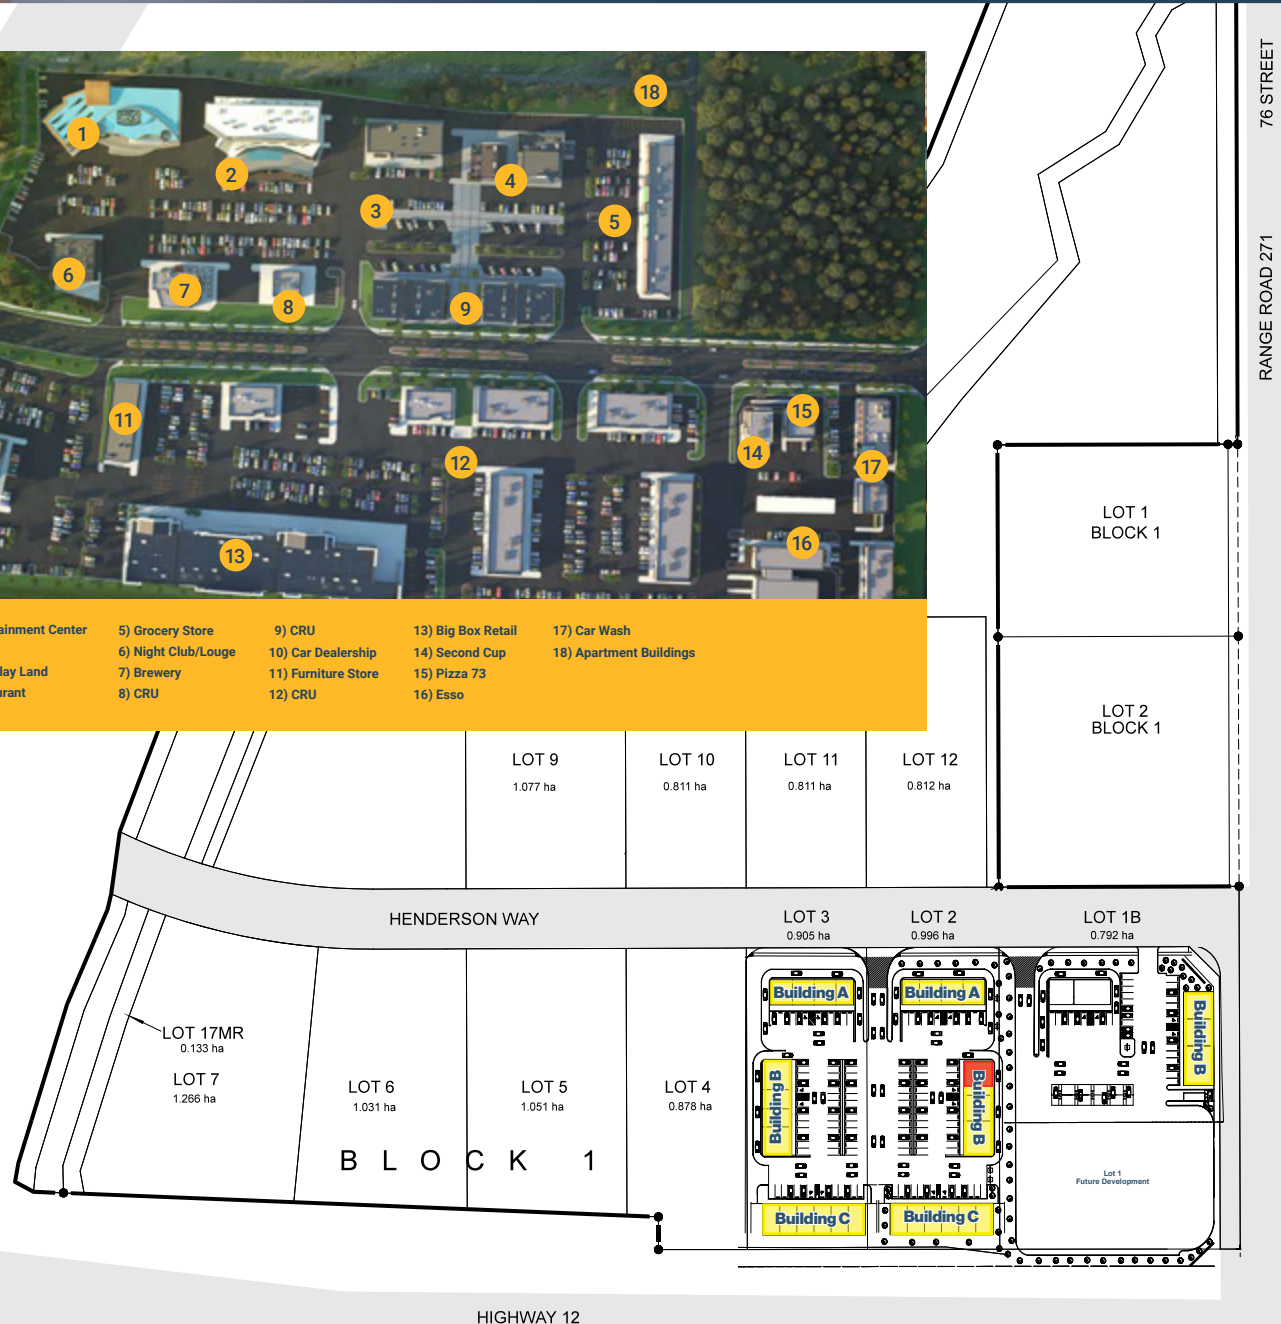 76 STREET
RANGE ROAD 271
1
2
3
4
5
6
7
8
9
11
12
13
14
15
16
17
18
ainment Center
lay Land
urant
5) Grocery Store
6) Night Club/Louge
7) Brewery
8) CRU
9) CRU
10) Car Dealership
11) Furniture Store
12) CRU
13) Big Box Retail
14) Second Cup
15) Pizza 73
16) Esso
17) Car Wash
18) Apartment Buildings
LOT 1
BLOCK 1
LOT 2
BLOCK 1
LOT 9
1.077 ha
LOT 10
0.811 ha
LOT 11
0.811 ha
LOT 12
0.812 ha
HENDERSON WAY
LOT 3
0.905 ha
LOT 2
0.996 ha
LOT 1B
0.792 ha
LOT 17MR
0.133 ha
LOT 7
1.266 ha
LOT 6
1.031 ha
LOT 5
1.051 ha
LOT 4
0.878 ha
BLOCK 1
Building A
Building B
Building C
Building A
Building B
Building C
Building B
Lot 1
Future Development
HIGHWAY 12